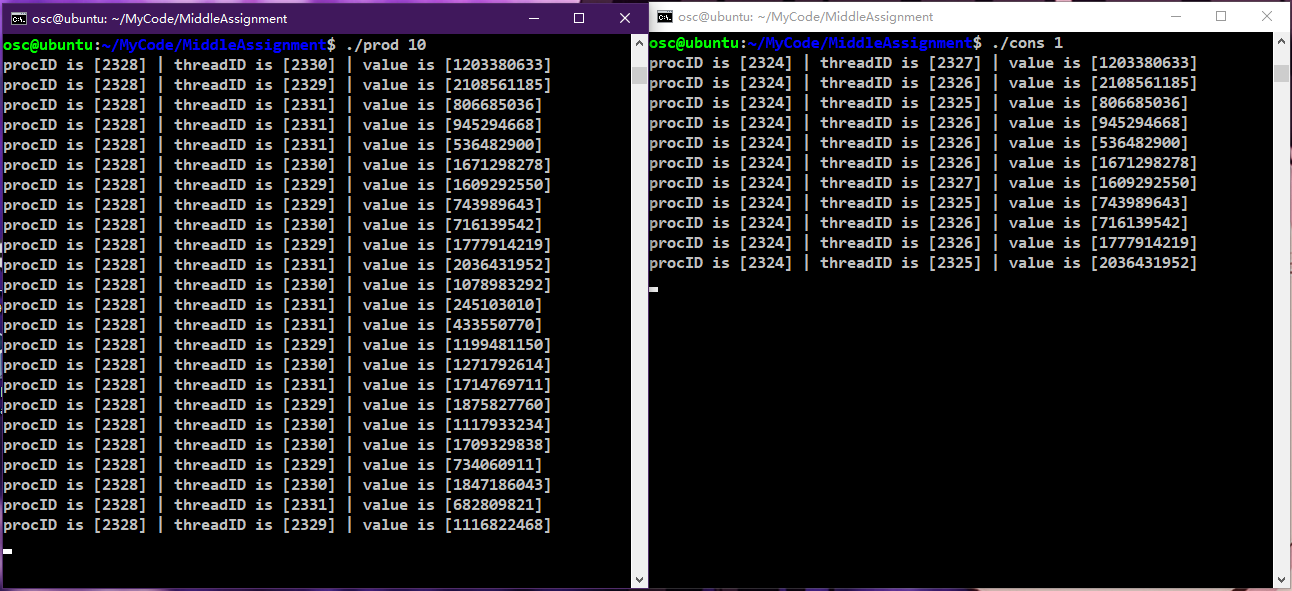 osc@ubuntu: ~/MyCode/MiddleAssignment
osc@ubuntu:~/MyCode/MiddleAssignment$ ./prod 10
procID is [2328] | threadID is [2330] | value is [1203380633]
procID is [2328] | threadID is [2329] | value is [2108561185]
procID is [2328] | threadID is [2331] | value is [806685036]
procID is [2328] | threadID is [2331] | value is [945294668]
procID is [2328] | threadID is [2331] | value is [536482900]
procID is [2328] | threadID is [2330] | value is [1671298278]
procID is [2328] | threadID is [2329] | value is [1609292550]
procID is [2328] | threadID is [2329] | value is [743989643]
procID is [2328] | threadID is [2330] | value is [716139542]
procID is [2328] | threadID is [2329] | value is [1777914219]
procID is [2328] | threadID is [2331] | value is [2036431952]
procID is [2328] | threadID is [2330] | value is [1078983292]
procID is [2328] | threadID is [2331] | value is [245103010]
procID is [2328] | threadID is [2331] | value is [433550770]
procID is [2328] | threadID is [2329] | value is [1199481150]
procID is [2328] | threadID is [2330] | value is [1271792614]
procID is [2328] | threadID is [2331] | value is [1714769711]
procID is [2328] | threadID is [2329] | value is [1875827760]
procID is [2328] | threadID is [2330] | value is [1117933234]
procID is [2328] | threadID is [2330] | value is [1709329838]
procID is [2328] | threadID is [2329] | value is [734060911]
procID is [2328] | threadID is [2330] | value is [1847186043]
procID is [2328] | threadID is [2331] | value is [682809821]
procID is [2328] | threadID is [2329] | value is [1116822468]
osc@ubuntu: ~/MyCode/MiddleAssignment
osc@ubuntu:~/MyCode/MiddleAssignment$ ./cons 1
procID is [2324] | threadID is [2327] | value is [1203380633]
procID is [2324] | threadID is [2326] | value is [2108561185]
procID is [2324] | threadID is [2325] | value is [806685036]
procID is [2324] | threadID is [2326] | value is [945294668]
procID is [2324] | threadID is [2326] | value is [536482900]
procID is [2324] | threadID is [2326] | value is [1671298278]
procID is [2324] | threadID is [2327] | value is [1609292550]
procID is [2324] | threadID is [2325] | value is [743989643]
procID is [2324] | threadID is [2326] | value is [716139542]
procID is [2324] | threadID is [2326] | value is [1777914219]
procID is [2324] | threadID is [2325] | value is [2036431952]